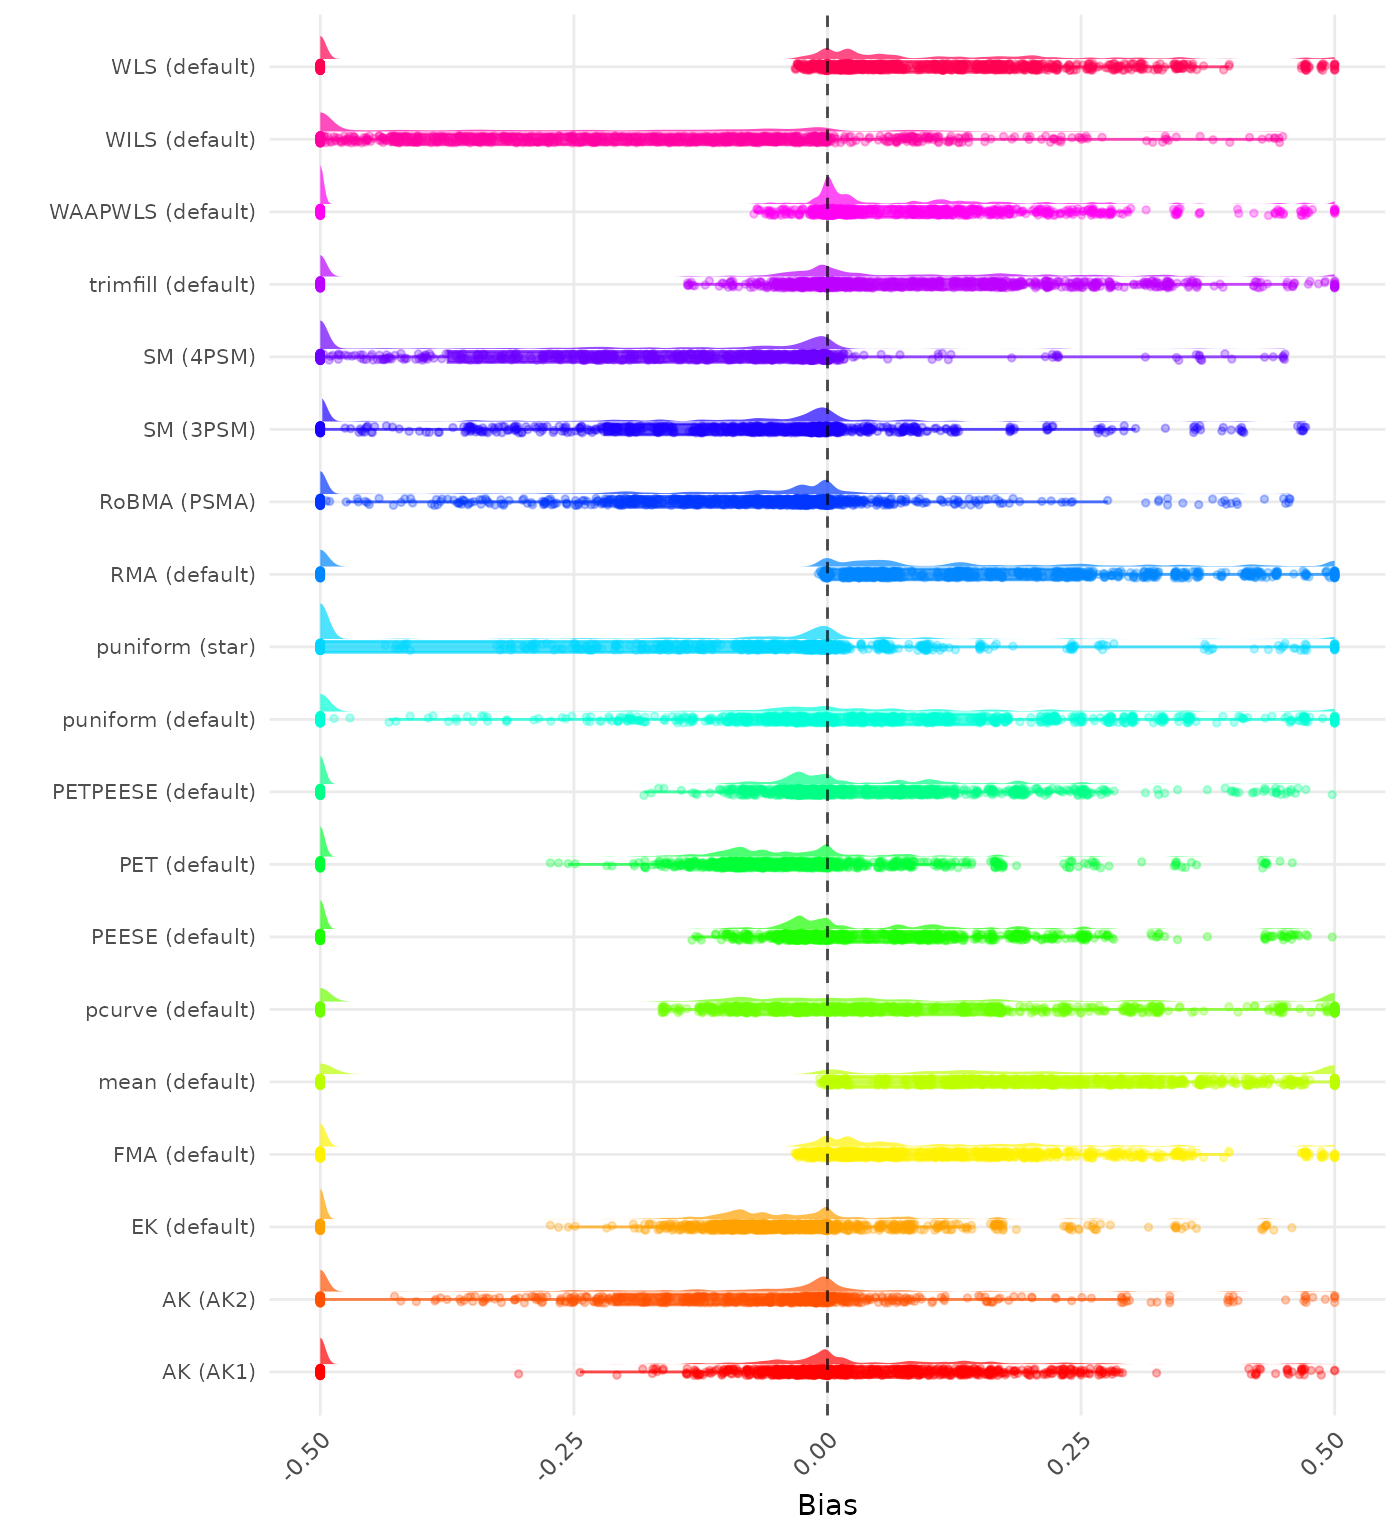 WLS (default)
WILS (default)
WAAPWLS (default)
trimfill (default)
SM (4PSM)
SM (3PSM)
RoBMA (PSMA)
RMA (default)
puniform (star)
puniform (default)
PETPEESE (default)
PET (default)
PEESE (default)
pcurve (default)
mean (default)
FMA (default)
EK (default)
AK (AK2)
AK (AK1)
-0.50 -0.25 0.00 0.25 0.50
Bias